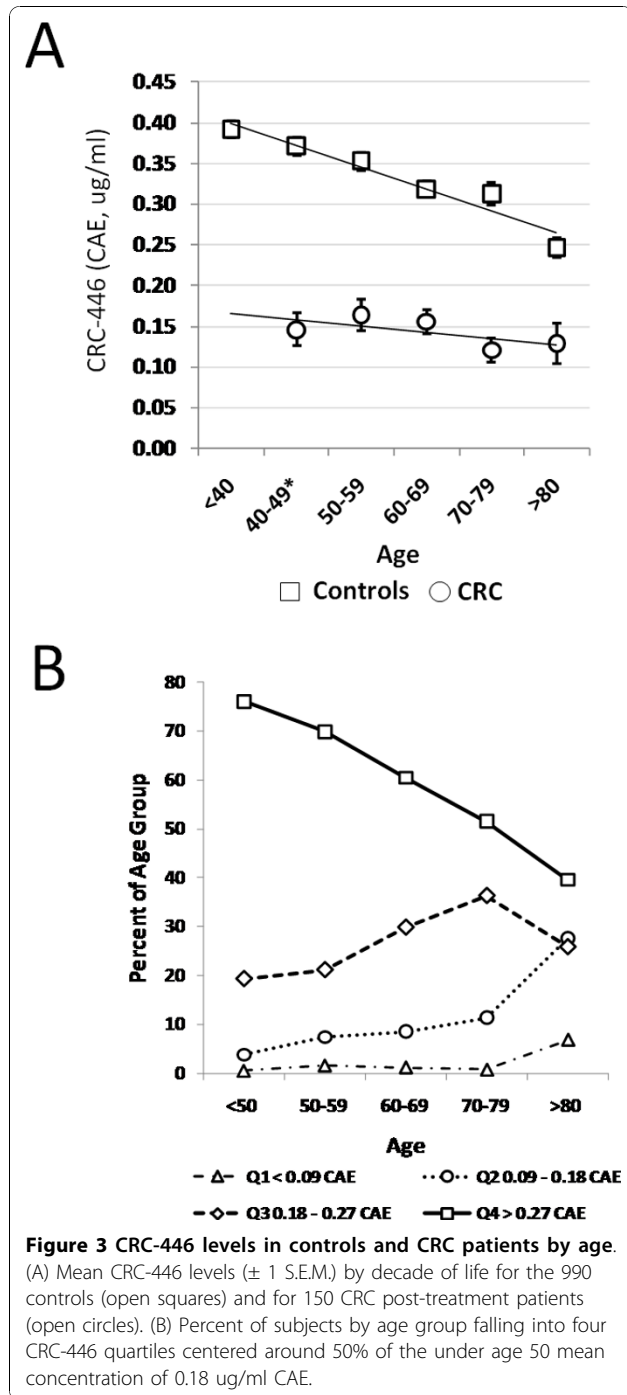 A
0.45
0.40
0.35
0.30
0.25
0.20
0.15
0.10
0.05
0.00
CRC-446 (CAE, ug/ml)
<40
40-49*
50-59
60-69
70-79
>80
Age
Controls CRC
B
80
70
60
50
40
30
20
10
0
Percent of Age Group
<50 50-59 60-69 70-79 >80
Age
Q1 < 0.09 CAE Q2 0.09 - 0.18 CAE
Q3 0.18 - 0.27 CAE Q4 > 0.27 CAE
Figure 3 CRC-446 levels in controls and CRC patients by age.
(A) Mean CRC-446 levels (± 1 S.E.M.) by decade of life for the 990
controls (open squares) and for 150 CRC post-treatment patients
(open circles). (B) Percent of subjects by age group falling into four
CRC-446 quartiles centered around 50% of the under age 50 mean
concentration of 0.18 ug/ml CAE.